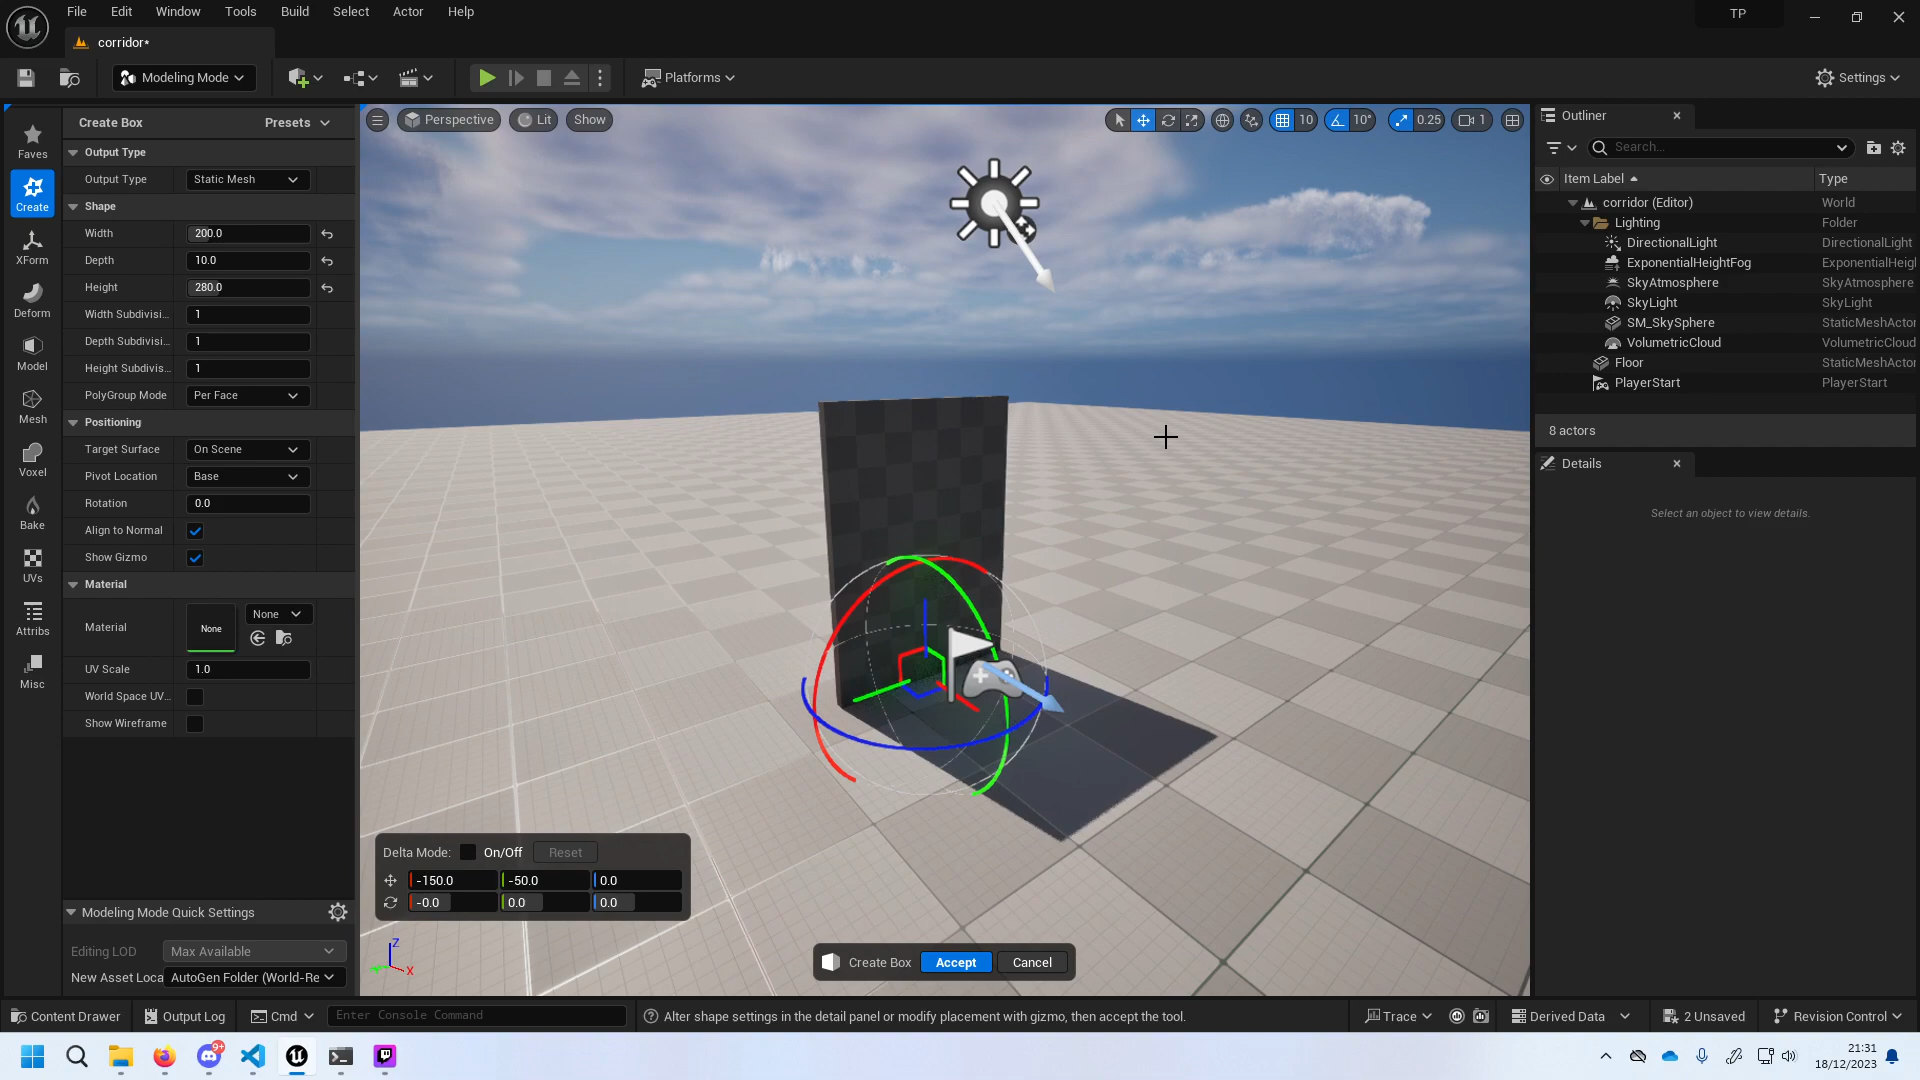 File Edit Window Tools Build Select Actor Help
TP
corridor*
Modeling Mode
Platforms
Settings
Faves
Create
XForm
Deform
Model
Mesh
Voxel
Bake
UVs
Attribs
Misc
Create Box Presets
Output Type
Output Type Static Mesh
Shape
Width 200.0
Depth 10.0
Height 280.0
Width Subdivisi... 1
Depth Subdivisi... 1
Height Subdivis... 1
PolyGroup Mode Per Face
Positioning
Target Surface On Scene
Pivot Location Base
Rotation 0.0
Align to Normal
Show Gizmo
Material
Material None None
UV Scale 1.0
World Space UV...
Show Wireframe
Modeling Mode Quick Settings
Editing LOD Max Available
New Asset Loca AutoGen Folder (World-Re
Perspective Lit Show
10 10° 0.25 1
Delta Mode: On/Off Reset
-150.0 -50.0 0.0
-0.0 0.0 0.0
Z
X
Create Box Accept Cancel
Outliner
Search...
Item Label Type
corridor (Editor) World
Lighting Folder
DirectionalLight DirectionalLight
ExponentialHeightFog ExponentialHeigl
SkyAtmosphere SkyAtmosphere
SkyLight SkyLight
SM_SkySphere StaticMeshActor
VolumetricCloud VolumetricCloud
Floor StaticMeshActor
PlayerStart PlayerStart
8 actors
Details
Select an object to view details.
Content Drawer Output Log Cmd Enter Console Command Alter shape settings in the detail panel or modify placement with gizmo, then accept the tool. Trace Derived Data 2 Unsaved Revision Control
9+
21:31
18/12/2023